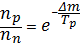 n_p/n_n = e^{-Δm/T_p}